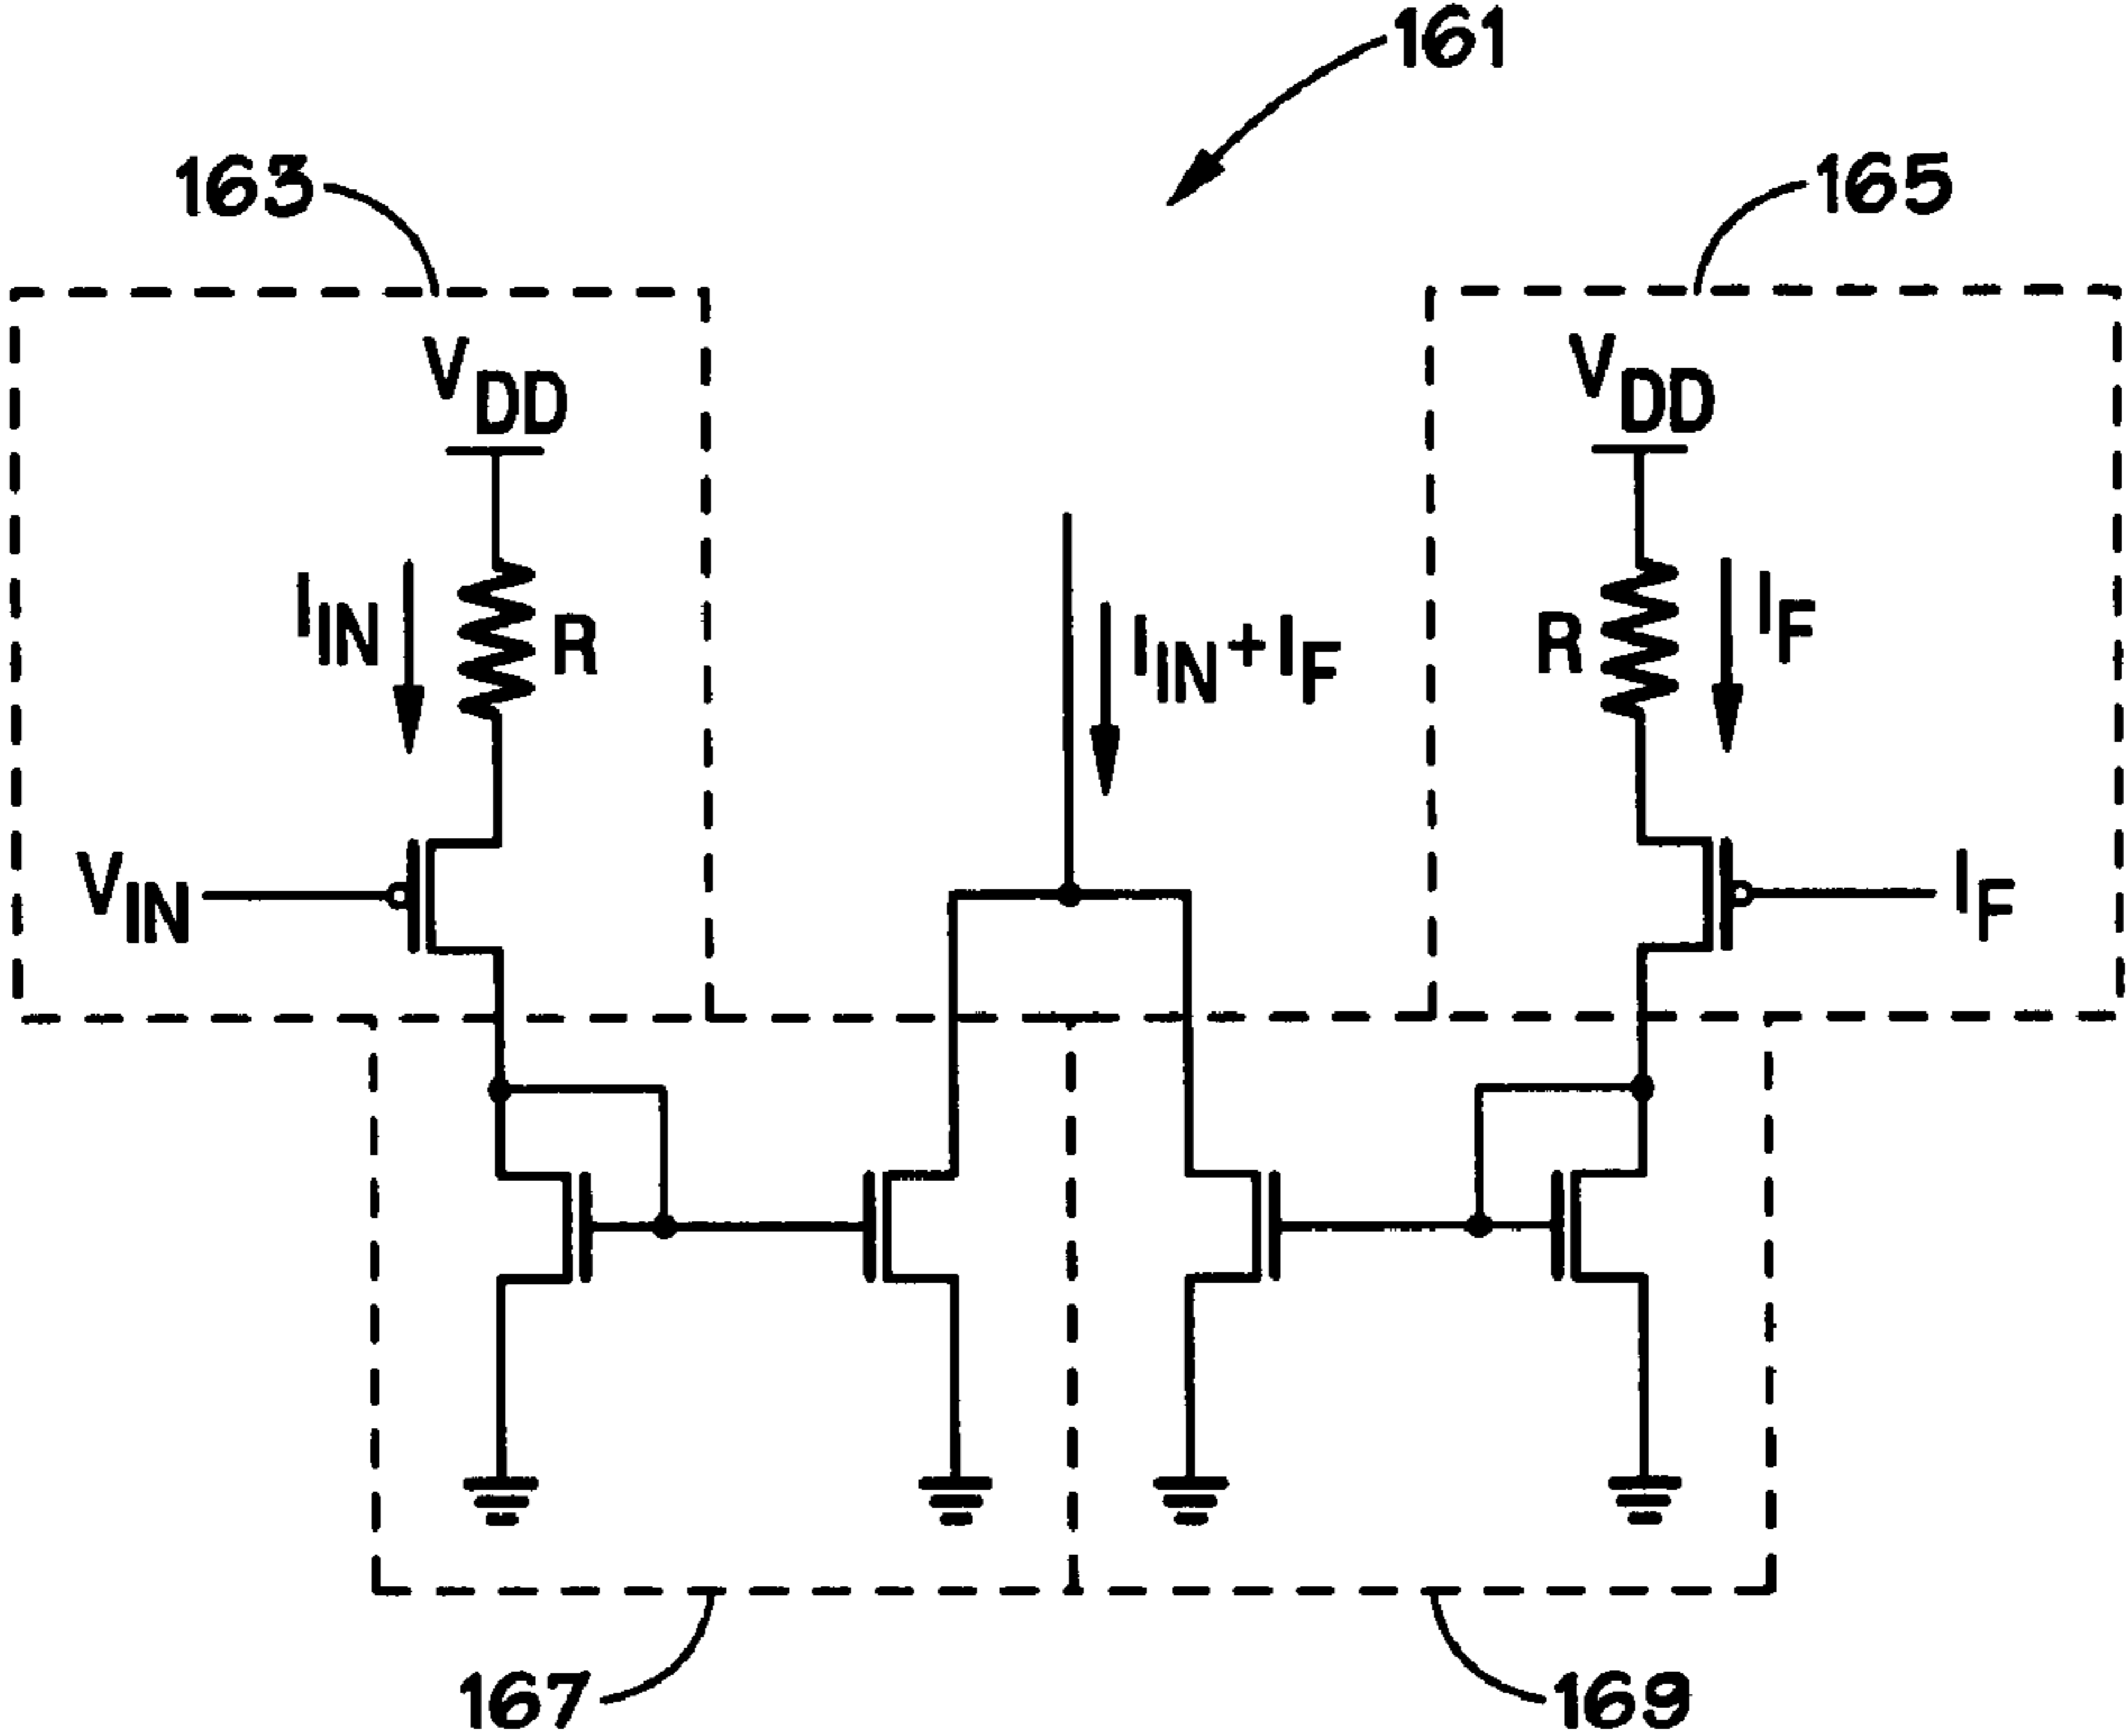 161
163
165
VDD
VDD
IIN
R
IIN+IF
R
IF
VIN
IF
167
169